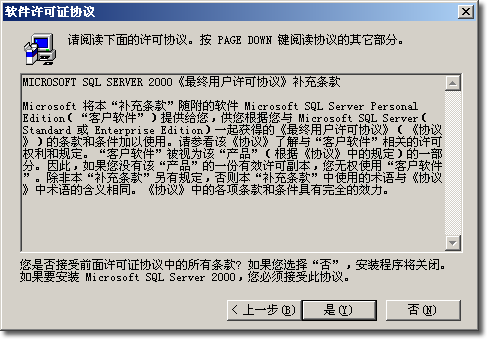 软件许可证协议
请阅读下面的许可协议。按 PAGE DOWN 键阅读协议的其它部分。
MICROSOFT SQL SERVER 2000《最终用户许可协议》补充条款
Microsoft 将本“补充条款”随附的软件 Microsoft SQL Server Personal
Edition(“客户软件”)提供给您,供您根据您与 Microsoft SQL Server(
Standard 或 Enterprise Edition)一起获得的《最终用户许可协议》(《协议
》)的条款和条件加以使用。请参看该《协议》了解与“客户软件”相关的许可
权利和规定。“客户软件”被视为该“产品”(根据《协议》中的规定)的一部
分。因此,如果您没有该“产品”的一份有效许可副本,您无权使用“客户软件
”。除非本“补充条款”另有规定,否则本“补充条款”中使用的术语与《协议
》中术语的含义相同。《协议》中的各项条款和条件具有完全的效力。
您是否接受前面许可证协议中的所有条款?如果您选择“否”,安装程序将关闭。
如果要安装 Microsoft SQL Server 2000,您必须接受此协议。
< 上一步(B) 是(Y) 否(N)